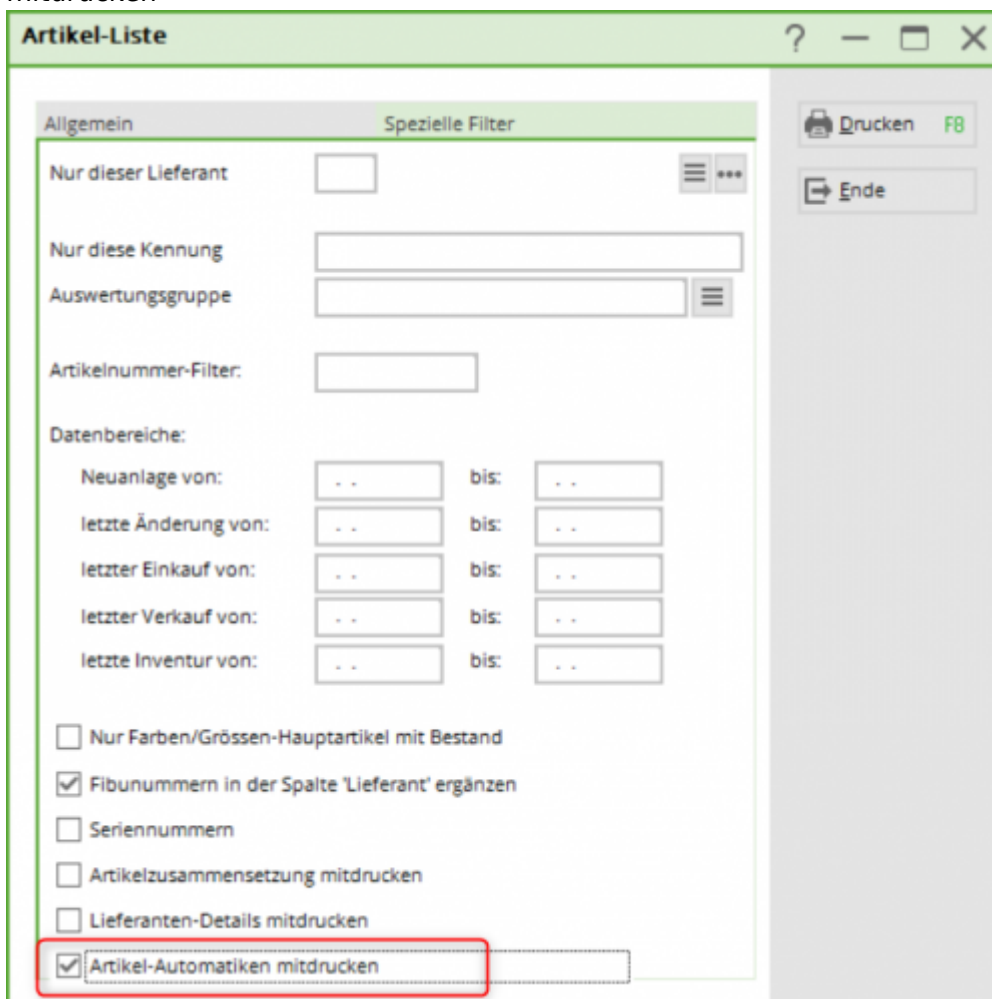 mitdrucken
Artikel-Liste
Allgemein Spezielle Filter
Drucken F8
Ende
Nur dieser Lieferant
Nur diese Kennung
Auswertungsgruppe
Artikelnummer-Filter:
Datenbereiche:
Neuanlage von: . . bis: . .
letzte Änderung von: . . bis: . .
letzter Einkauf von: . . bis: . .
letzter Verkauf von: . . bis: . .
letzte Inventur von: . . bis: . .
Nur Farben/Grössen-Hauptartikel mit Bestand
Fibunummern in der Spalte 'Lieferant' ergänzen
Seriennummern
Artikelzusammensetzung mitdrucken
Lieferanten-Details mitdrucken
Artikel-Automatiken mitdrucken